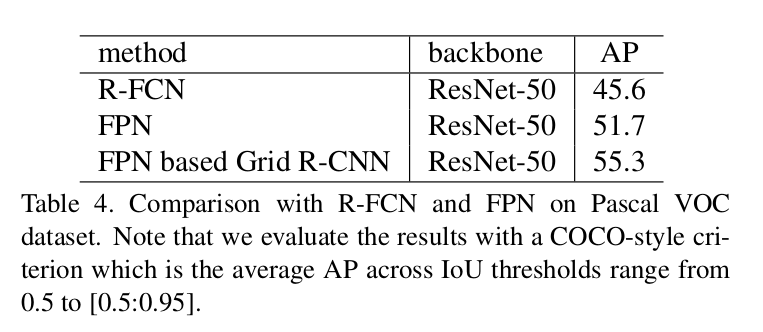 method backbone AP
R-FCN ResNet-50 45.6
FPN ResNet-50 51.7
FPN based Grid R-CNN ResNet-50 55.3
Table 4. Comparison with R-FCN and FPN on Pascal VOC
dataset. Note that we evaluate the results with a COCO-style cri-
terion which is the average AP across IoU thresholds range from
0.5 to [0.5:0.95].